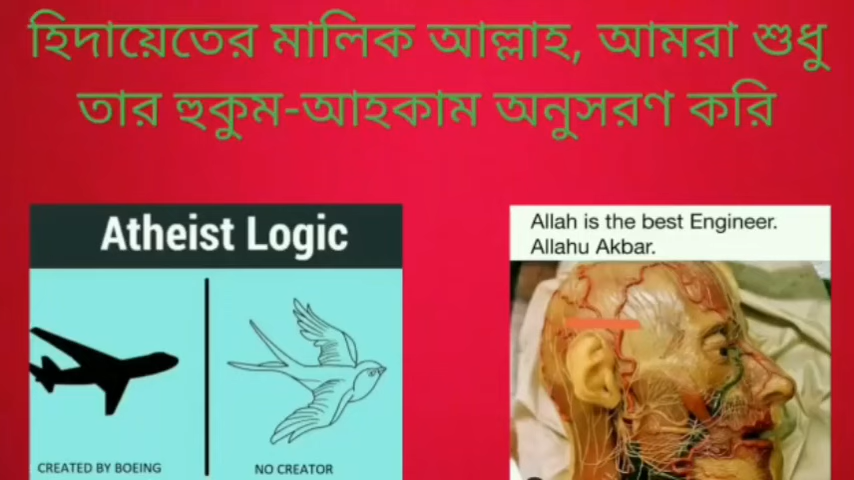 হিদায়েতের মালিক আল্লাহ, আমরা শুধু
তার হুকুম-আহকাম অনুসরণ করি
Atheist Logic
CREATED BY BOEING
NO CREATOR
Allah is the best Engineer.
Allahu Akbar.